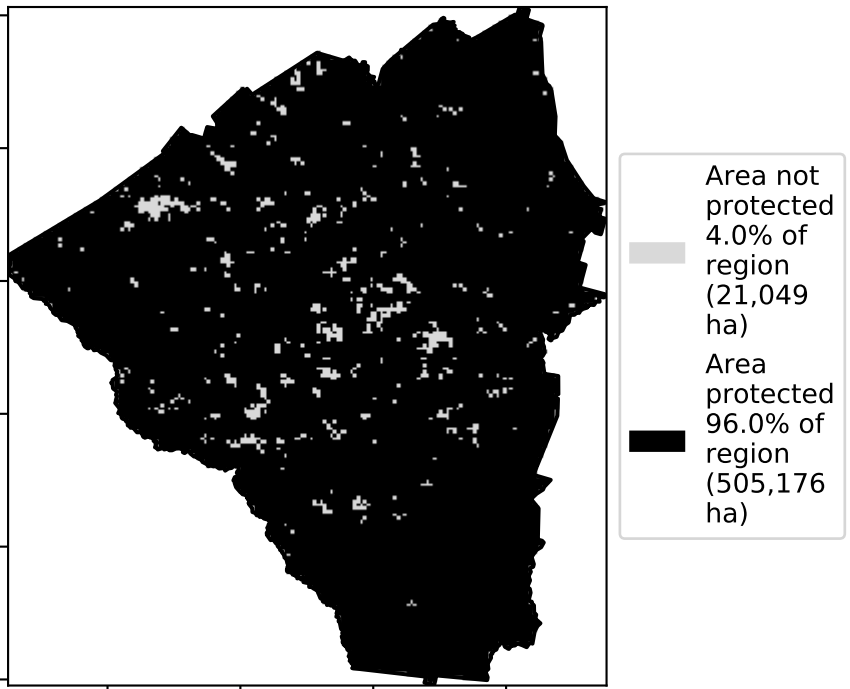 Area not
protected
4.0% of
region
(21,049
ha)
Area
protected
96.0% of
region
(505,176
ha)